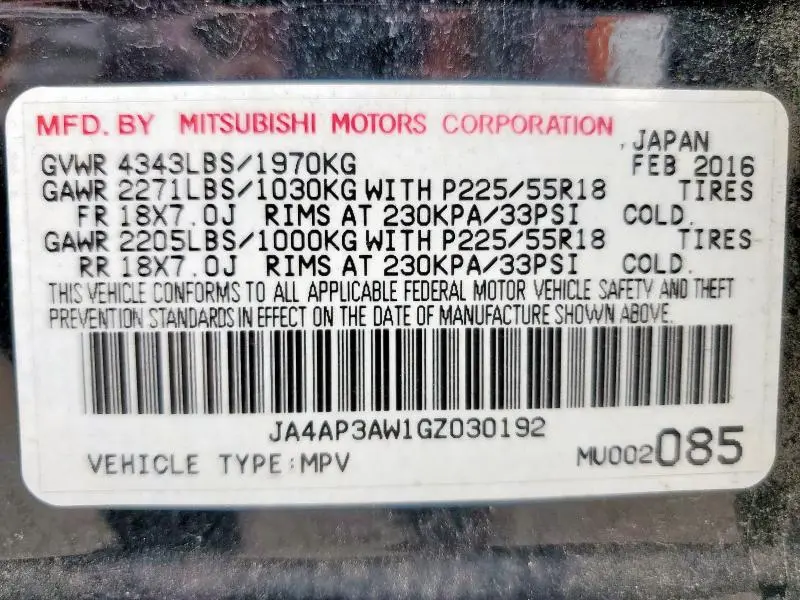 MFD. BY MITSUBISHI MOTORS CORPORATION
JAPAN
GVWR 4343LBS/1970KG FEB 2016
GAWR 2271LBS/1030KG WITH P225/55R18 TIRES
FR 18X7.0J RIMS AT 230KPA/33PSI COLD.
GAWR 2205LBS/1000KG WITH P225/55R18 TIRES
RR 18X7.0J RIMS AT 230KPA/33PSI COLD.
THIS VEHICLE CONFORMS TO ALL APPLICABLE FEDERAL MOTOR VEHICLE SAFETY AND THEFT
PREVENTION STANDARDS IN EFFECT ON THE DATE OF MANUFACTURE SHOWN ABOVE.
JA4AP3AW1GZ030192
VEHICLE TYPE:MPV MU002085